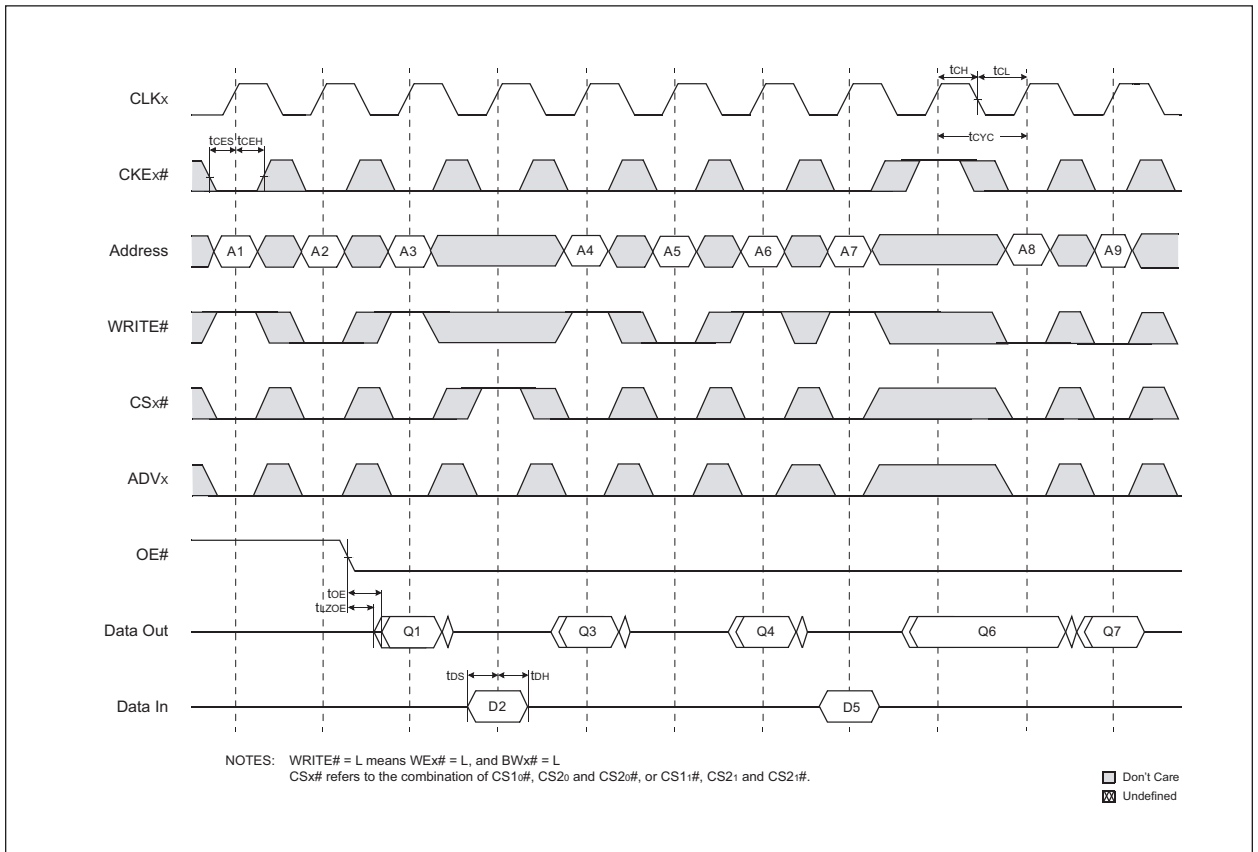 tCH tCL
CLKx
tCYC
tCES tCEH
CKEx#
Address A1 A2 A3 A4 A5 A6 A7 A8 A9
WRITE#
CSx#
ADVx
OE#
tOE
tLZOE
Data Out Q1 Q3 Q4 Q6 Q7
tDS tDH
Data In D2 D5
NOTES: WRITE# = L means WEx# = L, and BWx# = L
CSx# refers to the combination of CS10#, CS20 and CS20#, or CS11#, CS21 and CS21#.
Don't Care
Undefined